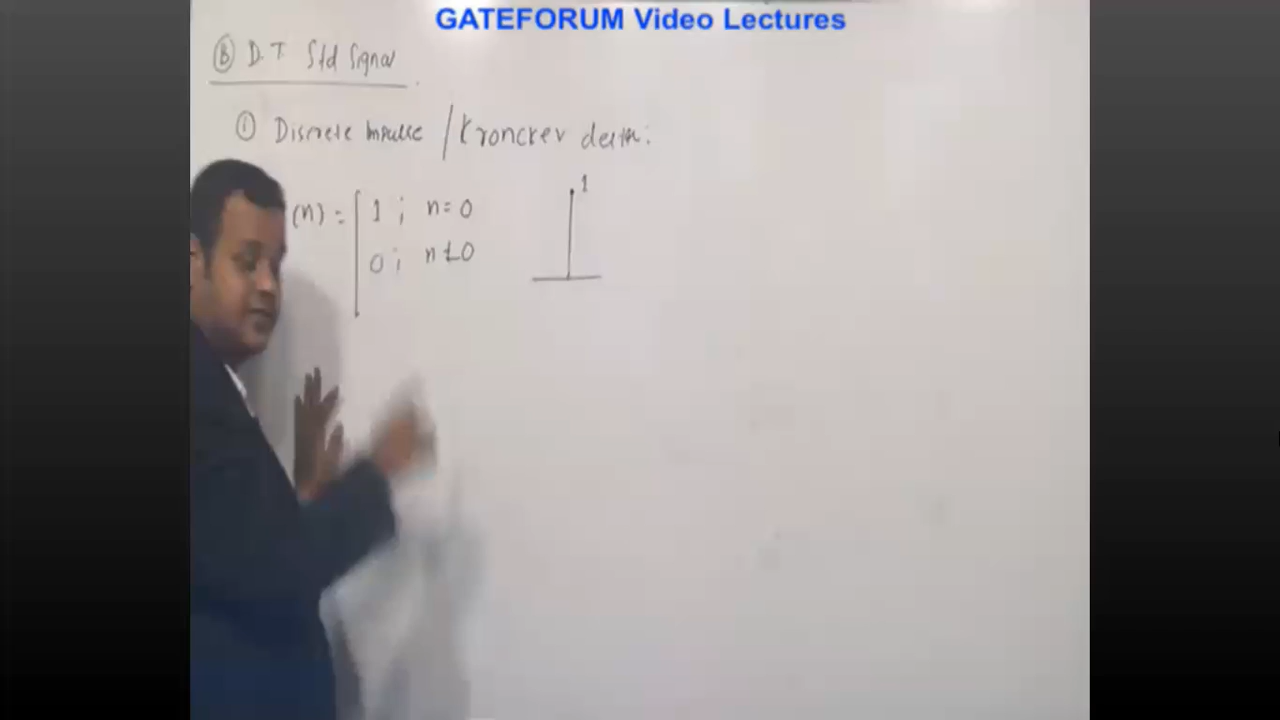 GATEFORUM Video Lectures
Ⓑ D.T Std Signal
① Discrete Impulse / Kroncker delta:
(n) = [ 1 ; n=0
0 ; n≠0
1